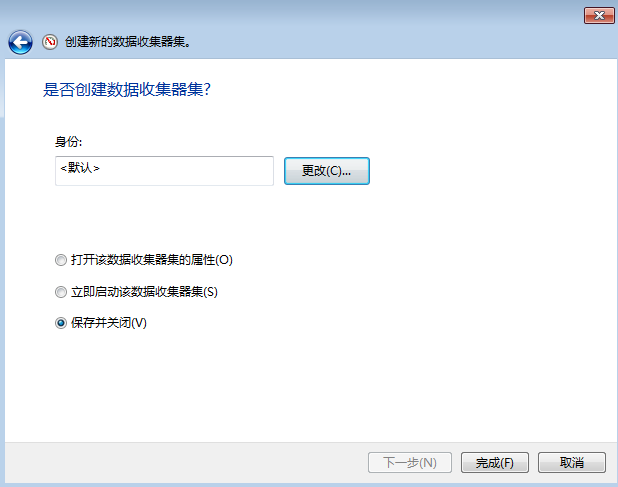 创建新的数据收集器集。
是否创建数据收集器集?
身份:
<默认>
更改(C)...
打开该数据收集器集的属性(O)
立即启动该数据收集器集(S)
保存并关闭(V)
下一步(N)
完成(F)
取消